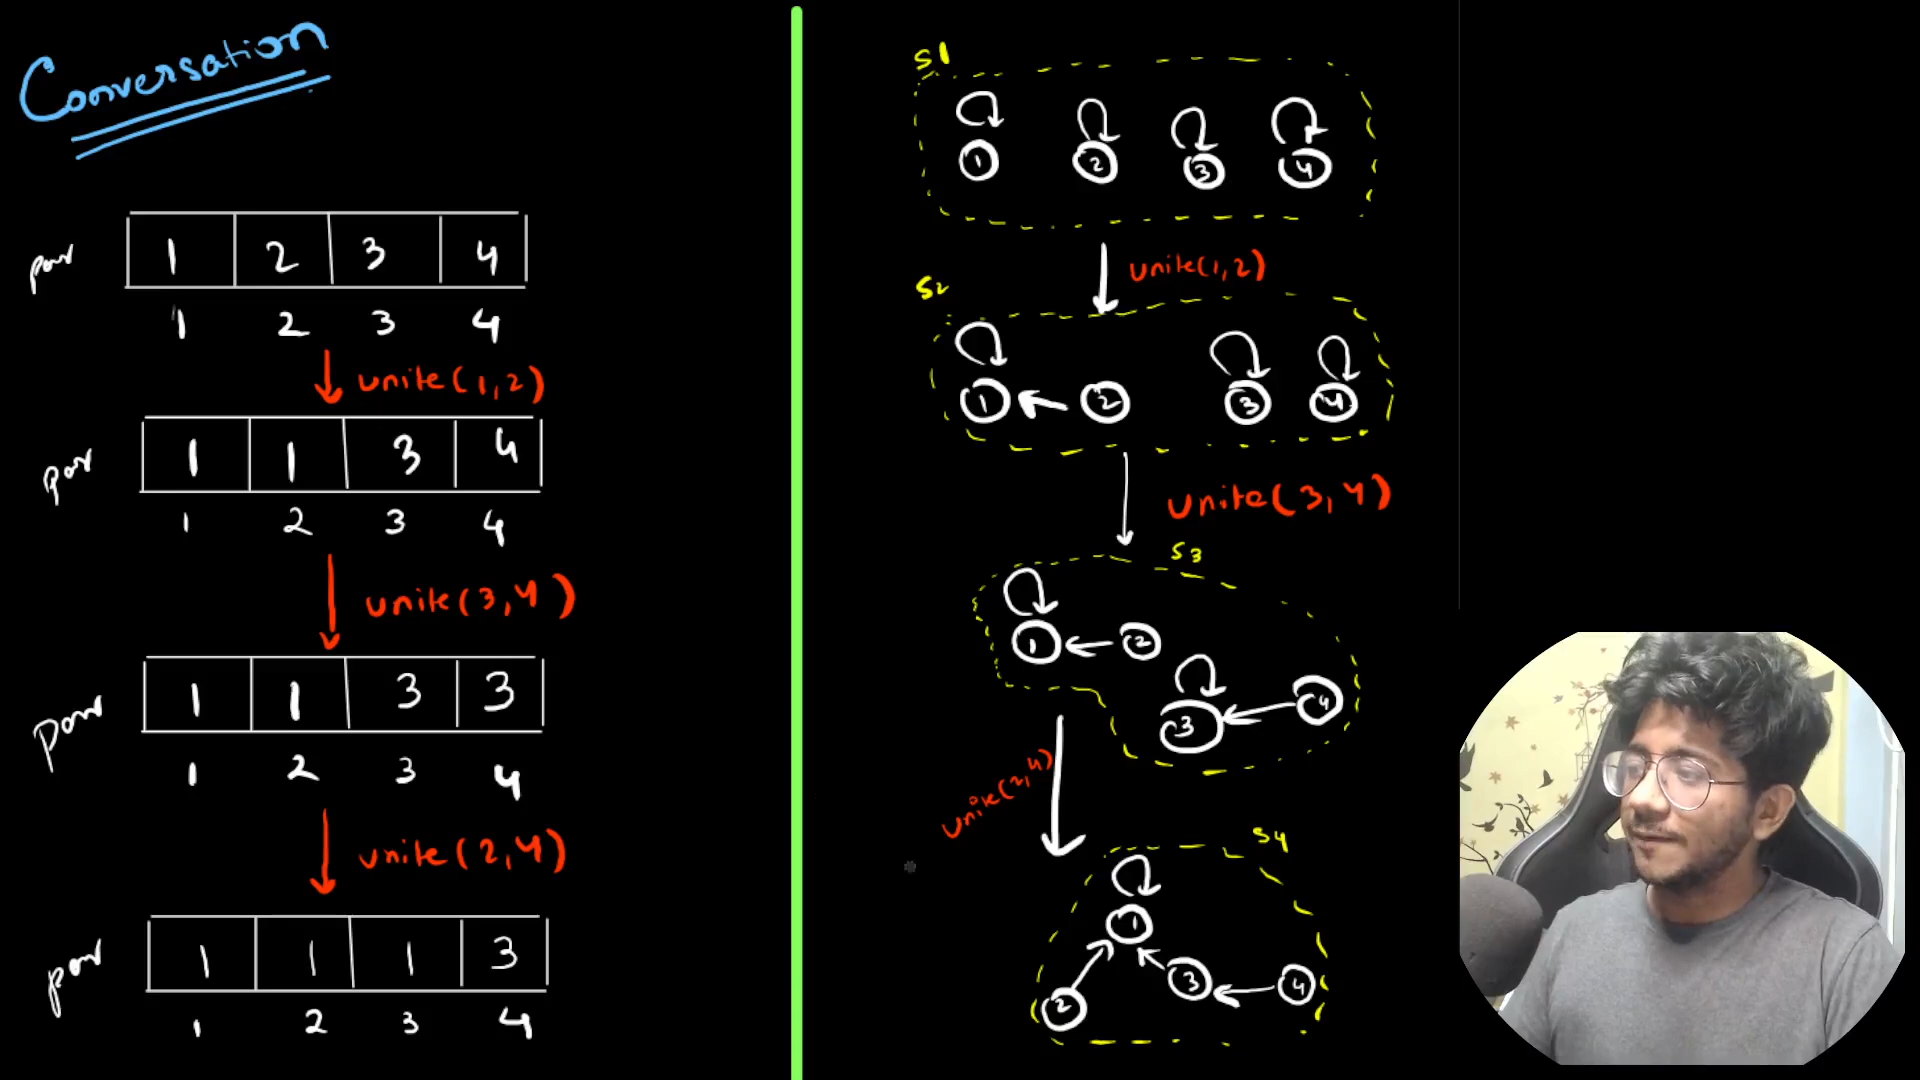 Conversation
par
1 2 3 4
1 2 3 4
unite(1,2)
par
1 1 3 4
1 2 3 4
unite(3,4)
par
1 1 3 3
1 2 3 4
unite(2,4)
par
1 1 1 3
1 2 3 4
S1
1 2 3 4
unite(1,2)
S2
1 2 3 4
unite(3,4)
S3
1 2
3 4
unite(2,4)
S4
1
2 3 4